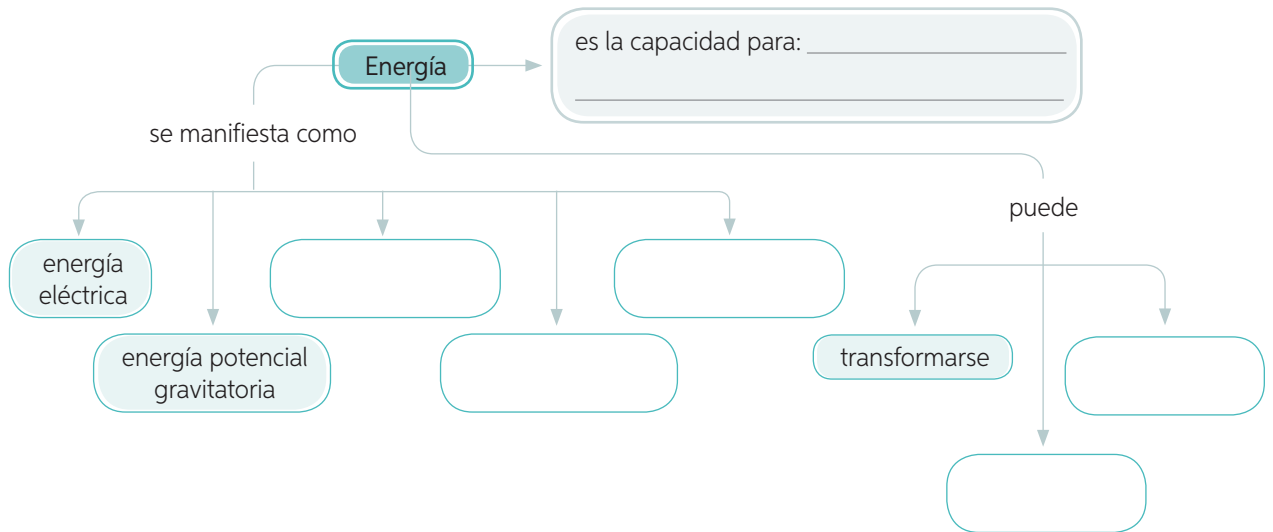 Energía
es la capacidad para:
se manifiesta como
puede
energía
eléctrica
energía potencial
gravitatoria
transformarse